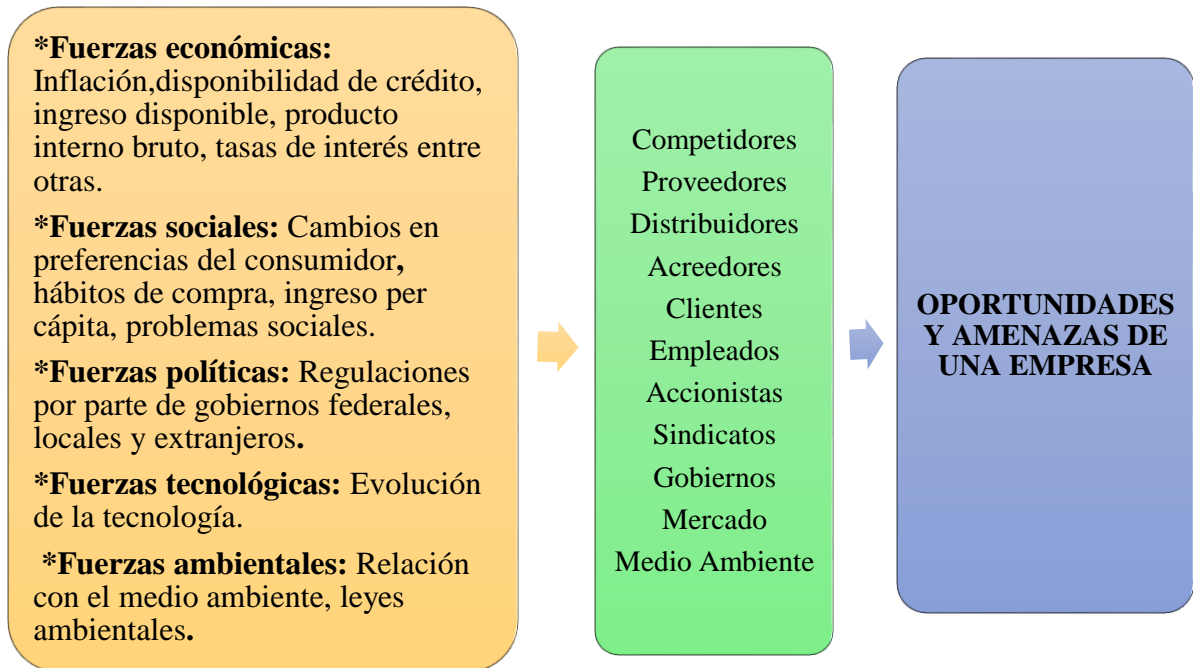 *Fuerzas económicas:
Inflación,disponibilidad de crédito,
ingreso disponible, producto
interno bruto, tasas de interés entre
otras.
*Fuerzas sociales: Cambios en
preferencias del consumidor,
hábitos de compra, ingreso per
cápita, problemas sociales.
*Fuerzas políticas: Regulaciones
por parte de gobiernos federales,
locales y extranjeros.
*Fuerzas tecnológicas: Evolución
de la tecnología.
*Fuerzas ambientales: Relación
con el medio ambiente, leyes
ambientales.
Competidores
Proveedores
Distribuidores
Acreedores
Clientes
Empleados
Accionistas
Sindicatos
Gobiernos
Mercado
Medio Ambiente
OPORTUNIDADES
Y AMENAZAS DE
UNA EMPRESA